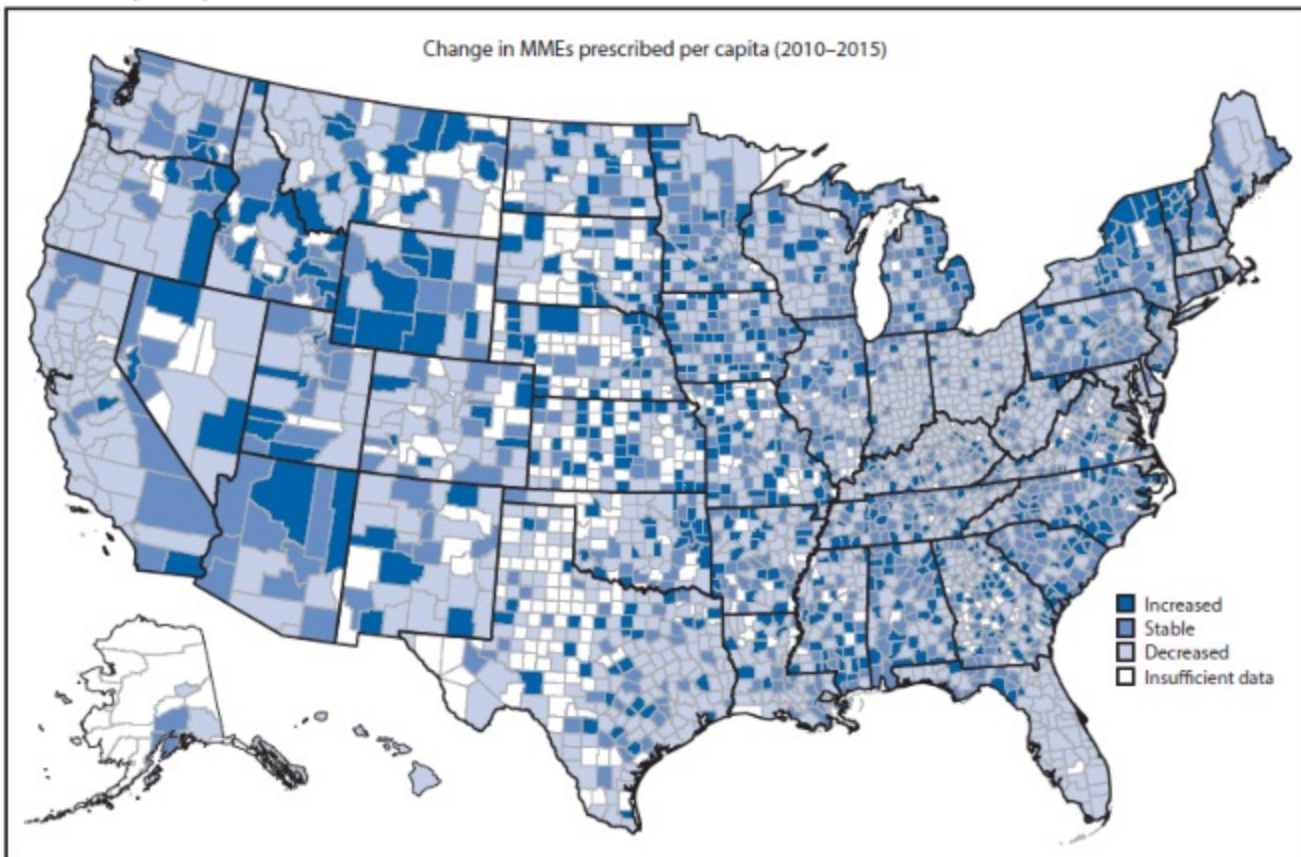 Change in MMEs prescribed per capita (2010–2015)
Increased
Stable
Decreased
Insufficient data